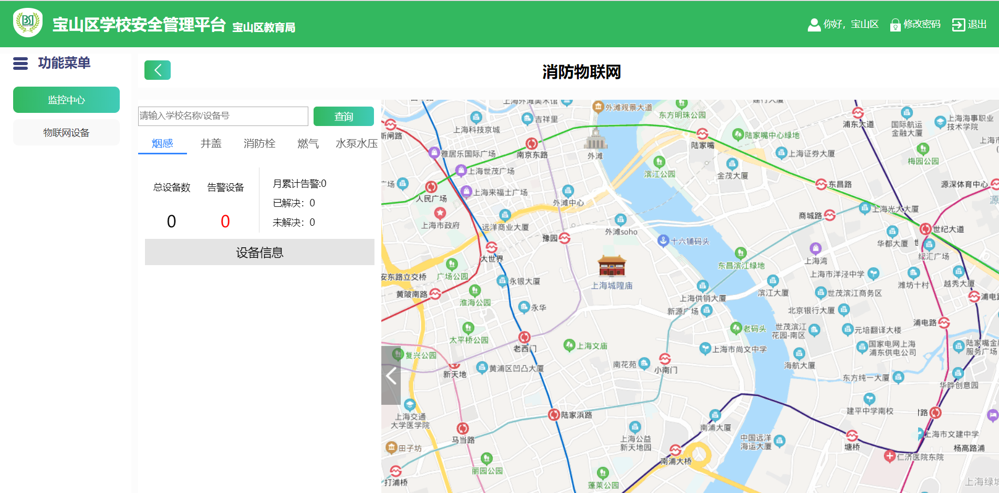 宝山区学校安全管理平台 宝山区教育局
你好，宝山区
修改密码
退出
功能菜单
监控中心
物联网设备
消防物联网
请输入学校名称/设备号
查询
烟感
井盖
消防栓
燃气
水泵水压
总设备数
告警设备
0
0
月累计告警:0
已解决：0
未解决：0
设备信息
上海外滩美术馆
外滩观景大道
东方明珠公园
建行大厦
浦东大道
国际航运
金融大厦
上海海事职业
技术学院
上海科技京城
吉祥里
新闸路
南京东路
外滩
陆家嘴
陆家嘴中心绿地
上海证券大厦
梅园公园
雅居乐国际广场
上海世茂广场
滨江公园
金茂大厦
东昌路
源深体育中心
人民广场
上海来福士广场
外滩中心
上海市政府
远洋商业大厦
外滩soho
商城路
上海光大大厦
世纪大道
豫园
十六铺码头
华都大厦
大世界
东昌滨江绿地
上海湾
纪汇广场
安东路立交桥
广场公园
永银大厦
上海城隍庙
上海市洋泾中学
潍坊十村
越秀大厦
黄陂南路
淮海公园
永华
上海供销大厦
新源广场
滨江大厦
世茂滨江商务区
浦电路
北京银行大厦
太平桥公园
老码头
世茂滨江
花园-南区
元培翻译大楼
浦电路
老西门
上海文庙
上海市尚文中学
国家电网上海
浦东供电公司
陆家嘴金融
服务广场
复兴公园
新天地
黄浦区凹凸大厦
南花苑
小南门
海航大厦
东方纯一大厦
华晔创意园
上海交通
大学医学院
陆家浜路
建平中学南校
马当路
上海公益
新天地园
南浦大厦
中国远洋
海运大厦
塘桥
上海市文建中学
杨高路浦
田子坊
丽园公园
南浦大桥
仁济医院东院
打浦桥
蓬莱公园
上海绿城